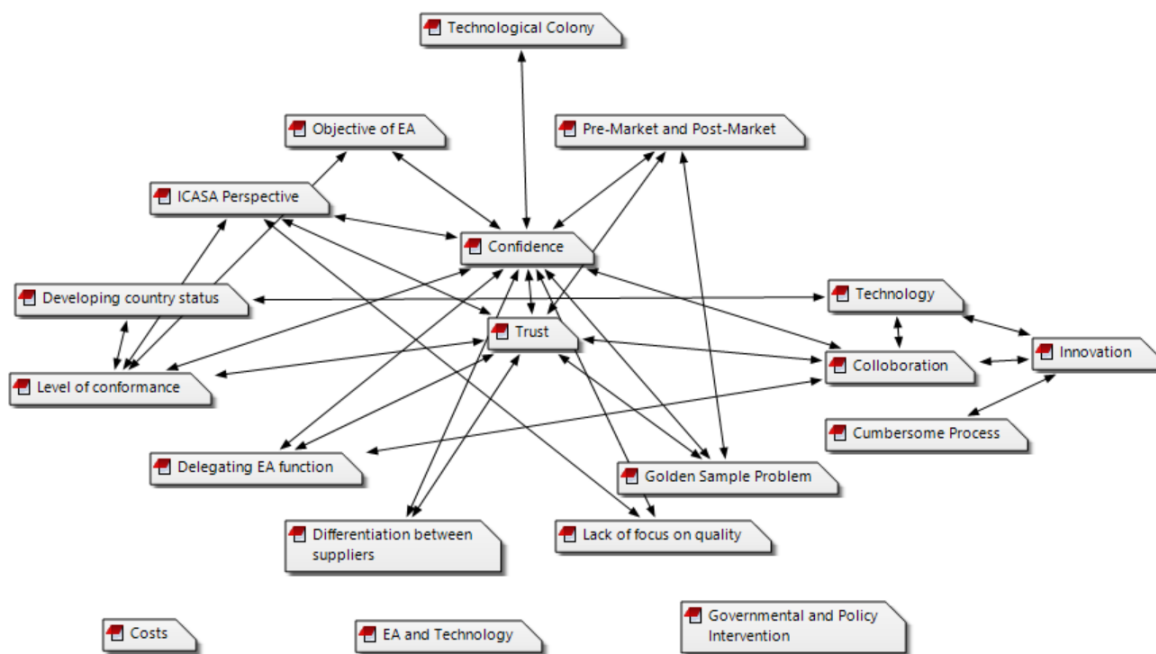 Technological Colony
Objective of EA
Pre-Market and Post-Market
ICASA Perspective
Confidence
Developing country status
Technology
Trust
Innovation
Colloboration
Level of conformance
Cumbersome Process
Delegating EA function
Golden Sample Problem
Differentiation between
suppliers
Lack of focus on quality
Costs
EA and Technology
Governmental and Policy
Intervention